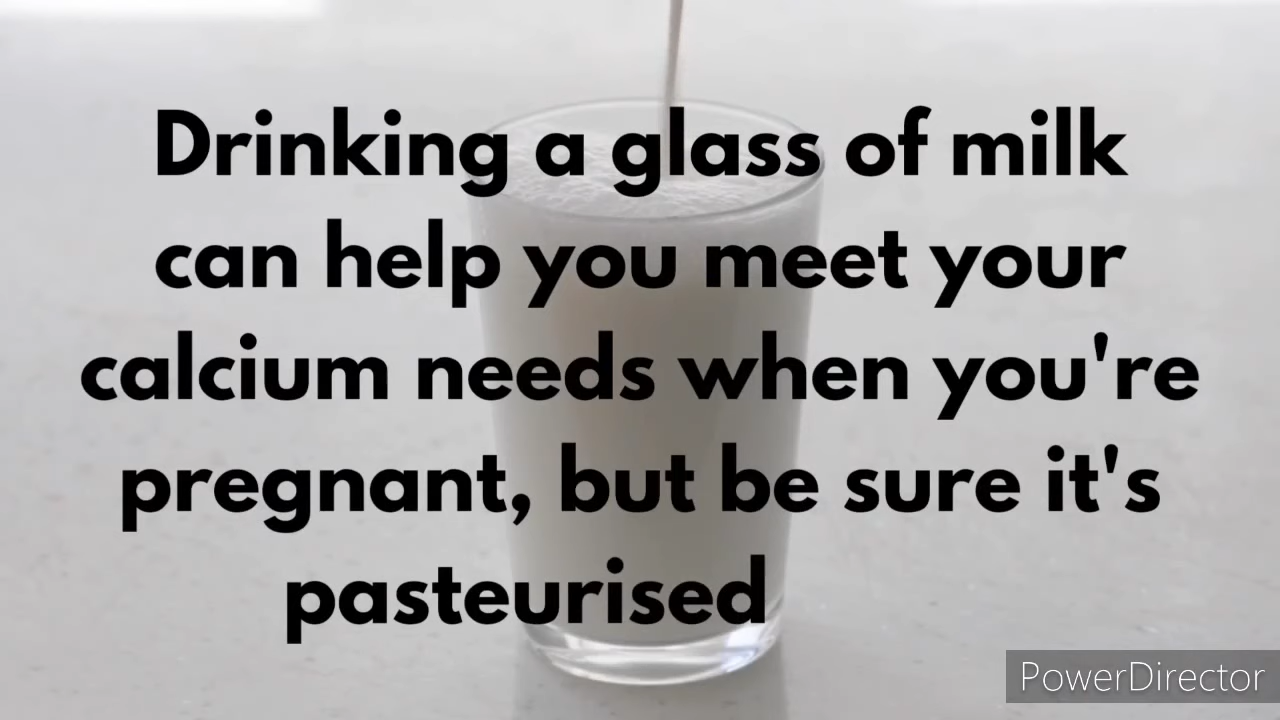 Drinking a glass of milk
can help you meet your
calcium needs when you're
pregnant, but be sure it's
pasteurised
PowerDirector